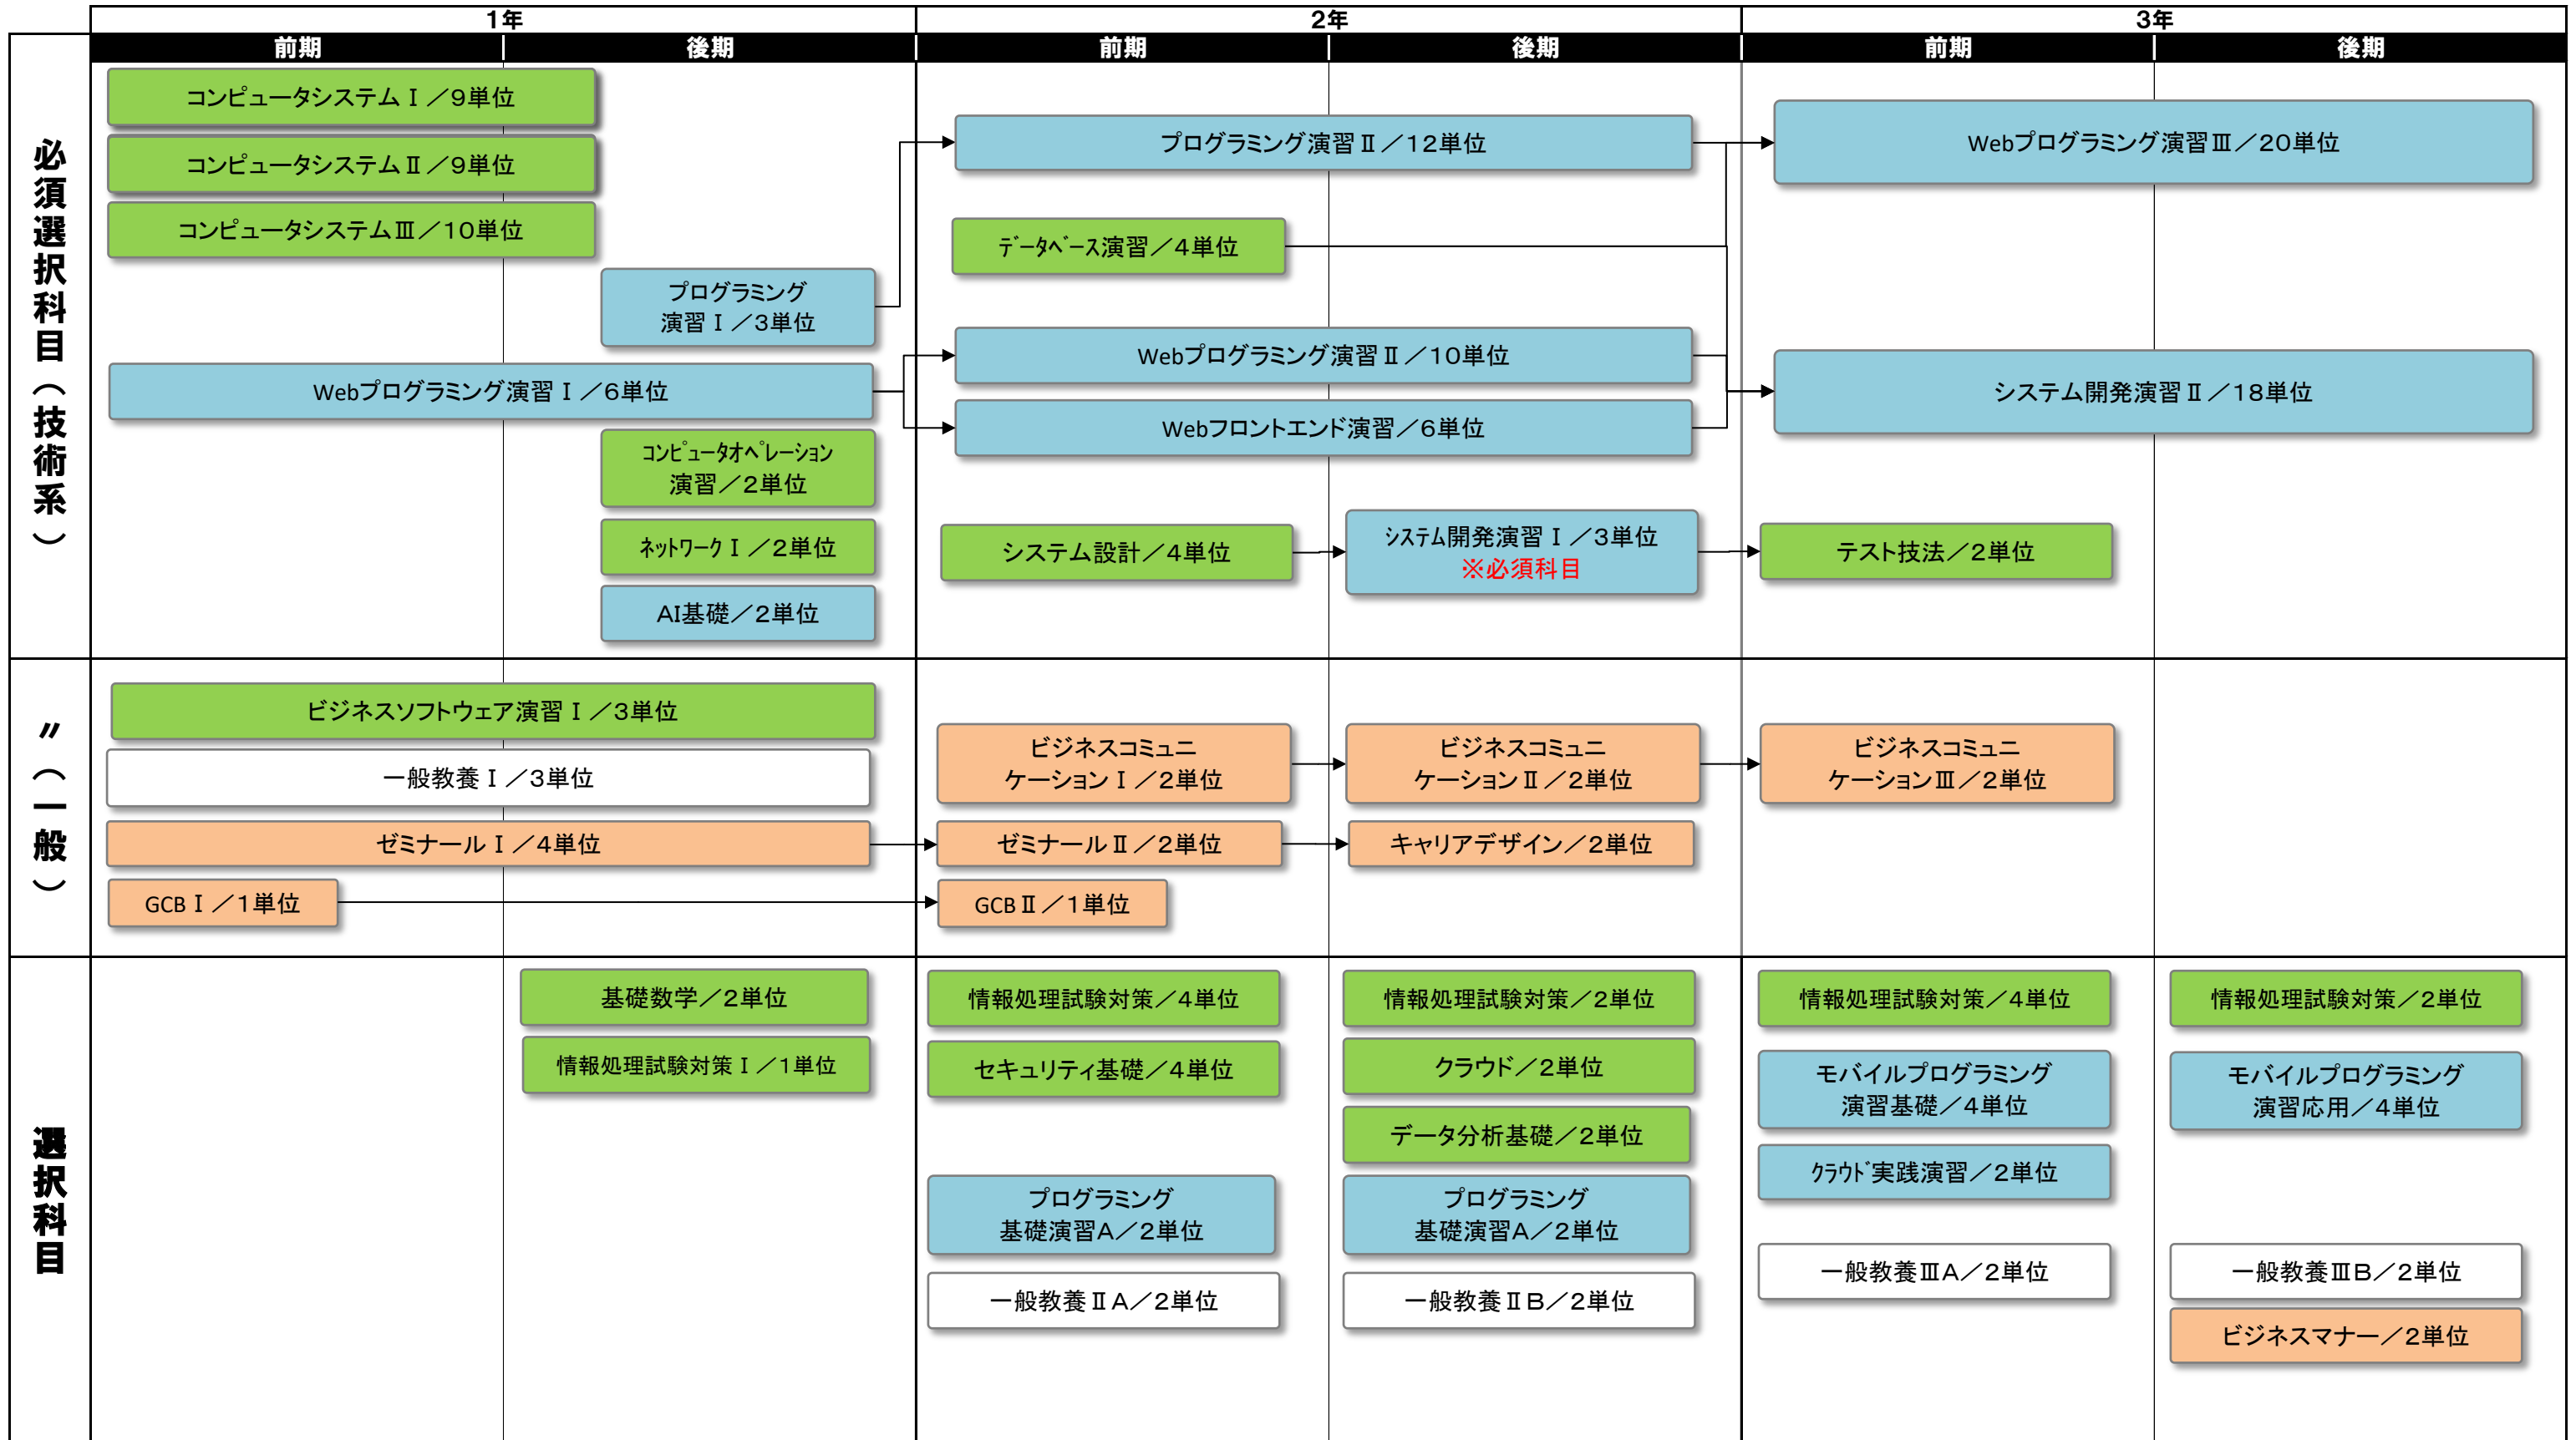 1年
2年
3年
前期
後期
前期
後期
前期
後期
必須選択科目（技術系）
コンピュータシステムⅠ／9単位
コンピュータシステムⅡ／9単位
コンピュータシステムⅢ／10単位
プログラミング
演習Ⅰ／3単位
Webプログラミング演習Ⅰ／6単位
ｺﾝﾋﾟｭｰﾀｵﾍﾟﾚｰｼｮﾝ
演習／2単位
ﾈｯﾄﾜｰｸⅠ／2単位
AI基礎／2単位
プログラミング演習Ⅱ／12単位
ﾃﾞｰﾀﾍﾞｰｽ演習／4単位
Webプログラミング演習Ⅱ／10単位
Webフロントエンド演習／6単位
システム設計／4単位
ｼｽﾃﾑ開発演習Ⅰ／3単位
※必須科目
Webプログラミング演習Ⅲ／20単位
システム開発演習Ⅱ／18単位
テスト技法／2単位
〃（一般）
ビジネスソフトウェア演習Ⅰ／3単位
一般教養Ⅰ／3単位
ゼミナールⅠ／4単位
GCBⅠ／1単位
ビジネスコミュニ
ケーションⅠ／2単位
ゼミナールⅡ／2単位
GCBⅡ／1単位
ビジネスコミュニ
ケーションⅡ／2単位
キャリアデザイン／2単位
ビジネスコミュニ
ケーションⅢ／2単位
選択科目
基礎数学／2単位
情報処理試験対策Ⅰ／1単位
情報処理試験対策／4単位
セキュリティ基礎／4単位
プログラミング
基礎演習A／2単位
一般教養ⅡA／2単位
情報処理試験対策／2単位
クラウド／2単位
データ分析基礎／2単位
プログラミング
基礎演習A／2単位
一般教養ⅡB／2単位
情報処理試験対策／4単位
モバイルプログラミング
演習基礎／4単位
ｸﾗｳﾄﾞ実践演習／2単位
一般教養ⅢA／2単位
情報処理試験対策／2単位
モバイルプログラミング
演習応用／4単位
一般教養ⅢB／2単位
ビジネスマナー／2単位